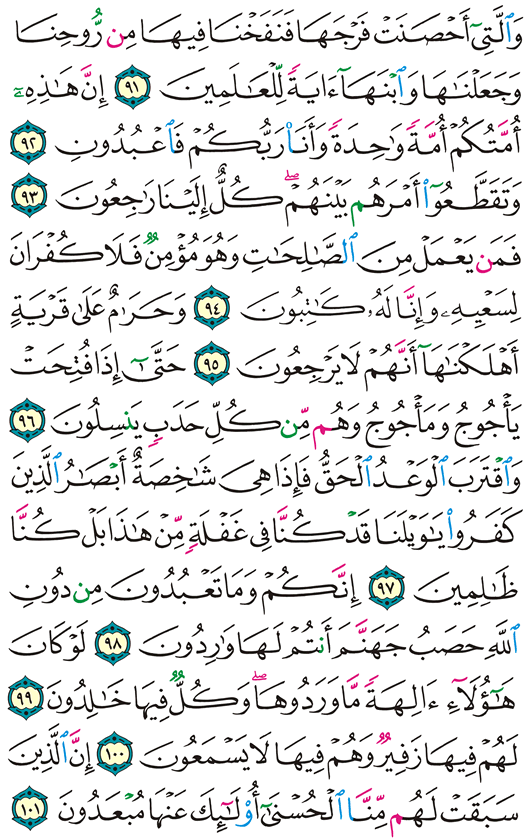 وَٱلَّتِىٓ أَحْصَنَتْ فَرْجَهَا فَنَفَخْنَا فِيهَا مِن رُّوحِنَا
وَجَعَلْنَٰهَا وَٱبْنَهَآ ءَايَةً لِّلْعَٰلَمِينَ ٩١ إِنَّ هَٰذِهِۦٓ
أُمَّتُكُمْ أُمَّةً وَٰحِدَةً وَأَنَا۠ رَبُّكُمْ فَٱعْبُدُونِ ٩٢
وَتَقَطَّعُوٓا۟ أَمْرَهُم بَيْنَهُمْ ۖ كُلٌّ إِلَيْنَا رَٰجِعُونَ ٩٣
فَمَن يَعْمَلْ مِنَ ٱلصَّٰلِحَٰتِ وَهُوَ مُؤْمِنٌ فَلَا كُفْرَانَ
لِسَعْيِهِۦ وَإِنَّا لَهُۥ كَٰتِبُونَ ٩٤ وَحَرَٰمٌ عَلَىٰ قَرْيَةٍ
أَهْلَكْنَٰهَآ أَنَّهُمْ لَا يَرْجِعُونَ ٩٥ حَتَّىٰٓ إِذَا فُتِحَتْ
يَأْجُوجُ وَمَأْجُوجُ وَهُم مِّن كُلِّ حَدَبٍ يَنسِلُونَ ٩٦
وَٱقْتَرَبَ ٱلْوَعْدُ ٱلْحَقُّ فَإِذَا هِىَ شَٰخِصَةٌ أَبْصَٰرُ ٱلَّذِينَ
كَفَرُوا۟ يَٰوَيْلَنَا قَدْ كُنَّا فِى غَفْلَةٍ مِّنْ هَٰذَا بَلْ كُنَّا
ظَٰلِمِينَ ٩٧ إِنَّكُمْ وَمَا تَعْبُدُونَ مِن دُونِ
ٱللَّهِ حَصَبُ جَهَنَّمَ أَنتُمْ لَهَا وَٰرِدُونَ ٩٨ لَوْ كَانَ
هَٰٓؤُلَآءِ ءَالِهَةً مَّا وَرَدُوهَا ۖ وَكُلٌّ فِيهَا خَٰلِدُونَ ٩٩
لَهُمْ فِيهَا زَفِيرٌ وَهُمْ فِيهَا لَا يَسْمَعُونَ ١٠٠ إِنَّ ٱلَّذِينَ
سَبَقَتْ لَهُم مِّنَّا ٱلْحُسْنَىٰٓ أُو۟لَٰٓئِكَ عَنْهَا مُبْعَدُونَ ١٠١